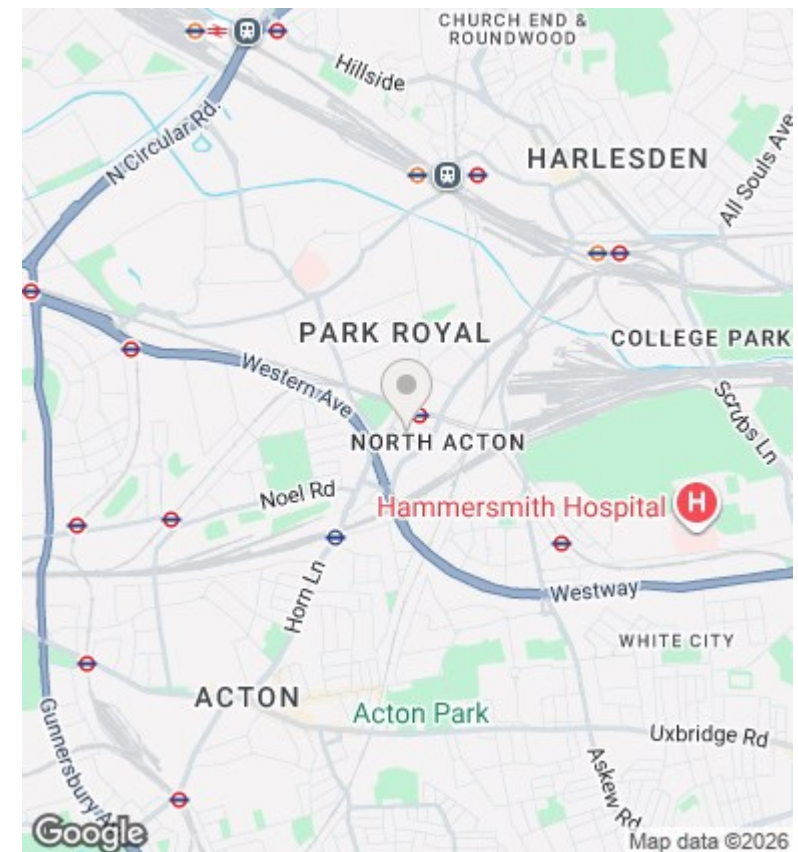 CHURCH END &
ROUNDWOOD
Hillside
N Circular Rd.
HARLESDEN
All Souls Ave
PARK ROYAL
COLLEGE PARK
Western Ave
Scrubs Ln
NORTH ACTON
Noel Rd
Hammersmith Hospital
H
Horn Ln
Westway
WHITE CITY
ACTON
Acton Park
Gunnersbury A
Uxbridge Rd
Askew Rd
Google
Map data ©2026